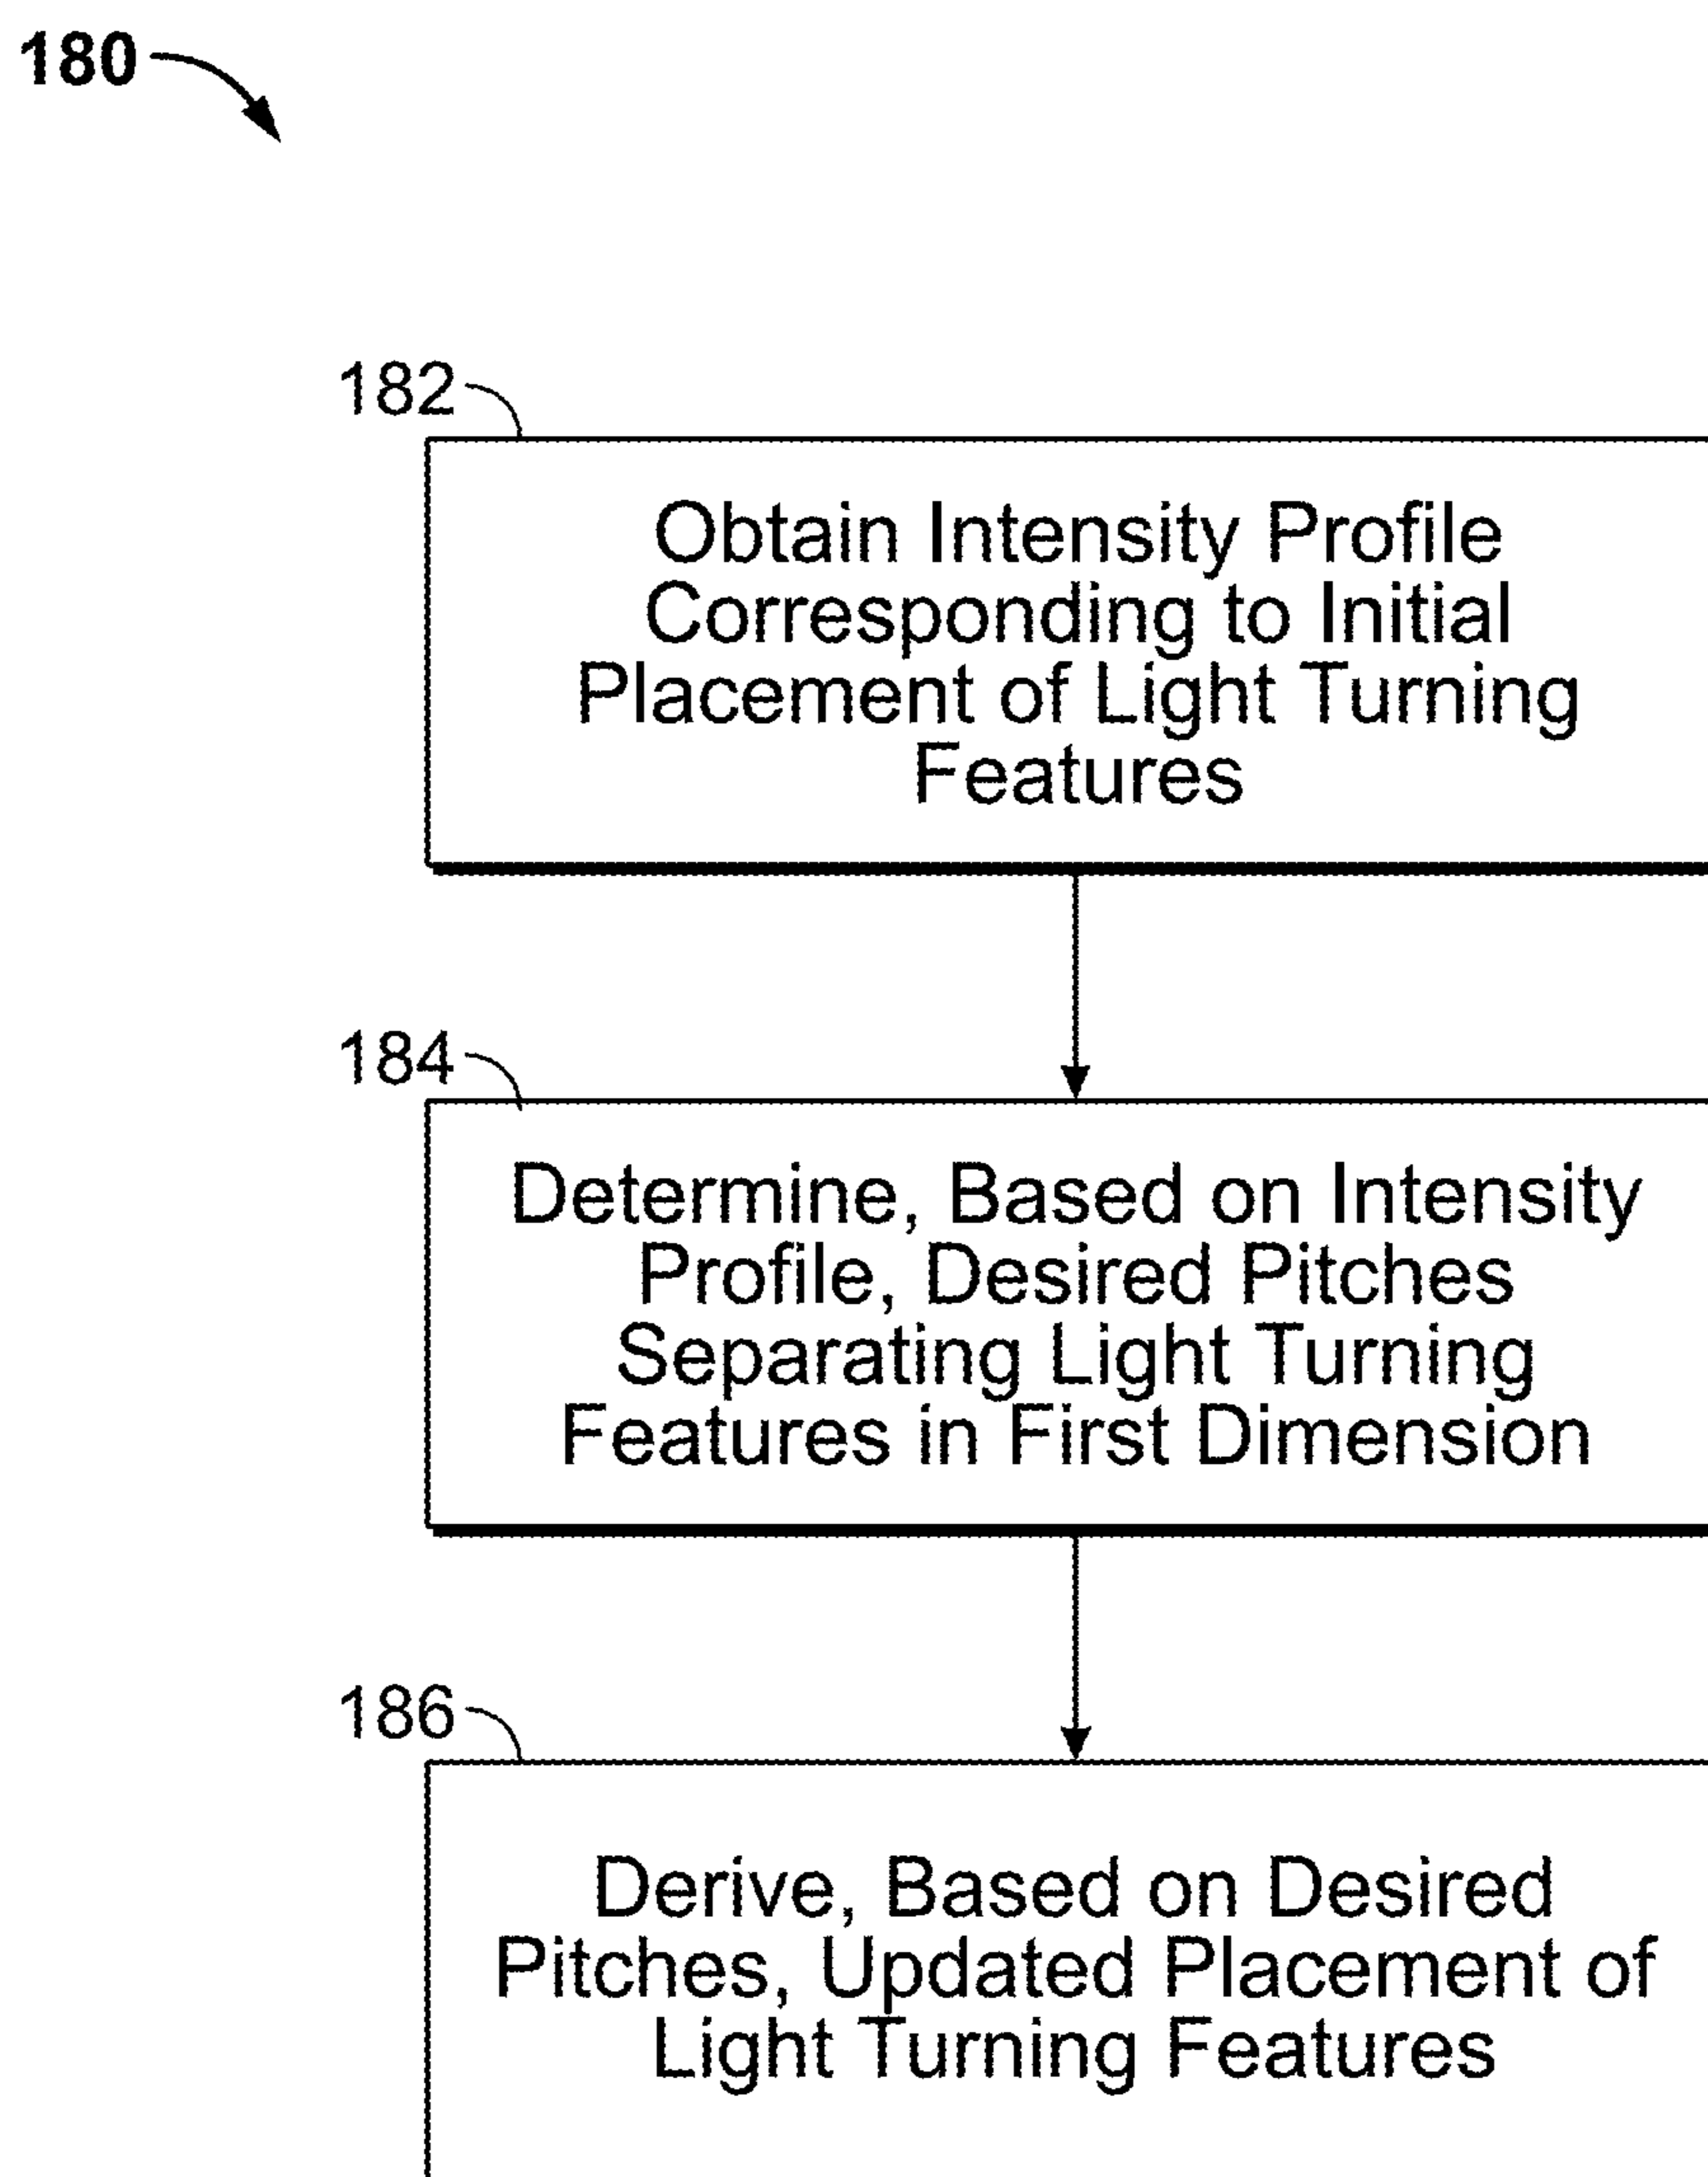 180
182
Obtain Intensity Profile
Corresponding to Initial
Placement of Light Turning
Features
184
Determine, Based on Intensity
Profile, Desired Pitches
Separating Light Turning
Features in First Dimension
186
Derive, Based on Desired
Pitches, Updated Placement of
Light Turning Features